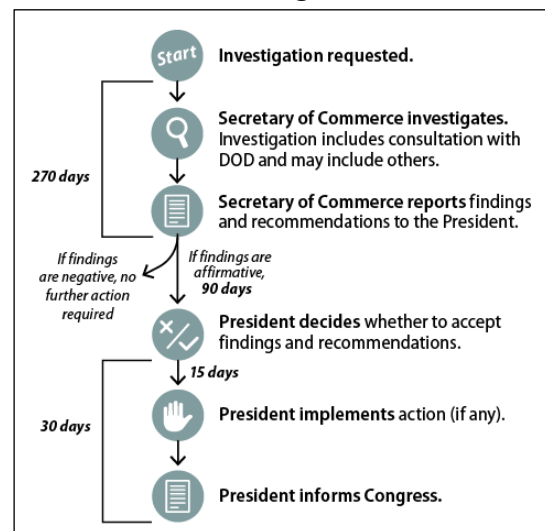 Start
Investigation requested.
Secretary of Commerce investigates.
Investigation includes consultation with
DOD and may include others.
270 days
Secretary of Commerce reports findings
and recommendations to the President.
If findings
are negative, no
further action
required
If findings are
affirmative,
90 days
President decides whether to accept
findings and recommendations.
15 days
President implements action (if any).
30 days
President informs Congress.